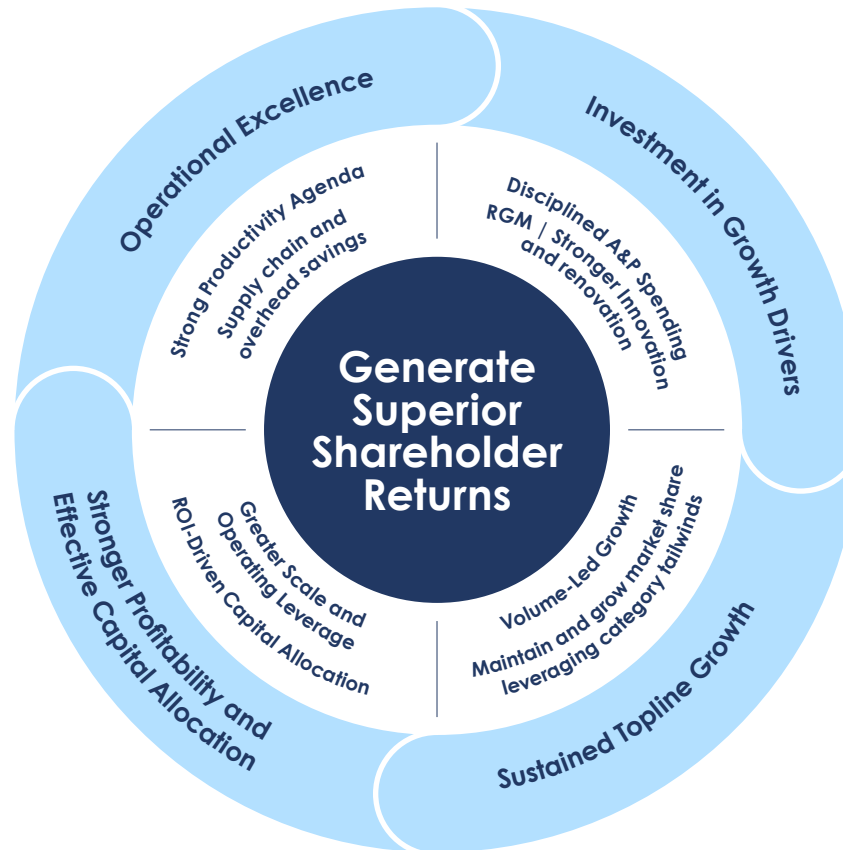 Operational Excellence
Strong Productivity Agenda
Supply chain and
overhead savings
Investment in Growth Drivers
Disciplined A&P Spending
RGM | Stronger Innovation
and renovation
Generate
Superior
Shareholder
Returns
Volume-Led Growth
Maintain and grow market share
leveraging category tailwinds
Sustained Topline Growth
Greater Scale and
Operating Leverage
ROI-Driven Capital Allocation
Stronger Profitability and
Effective Capital Allocation